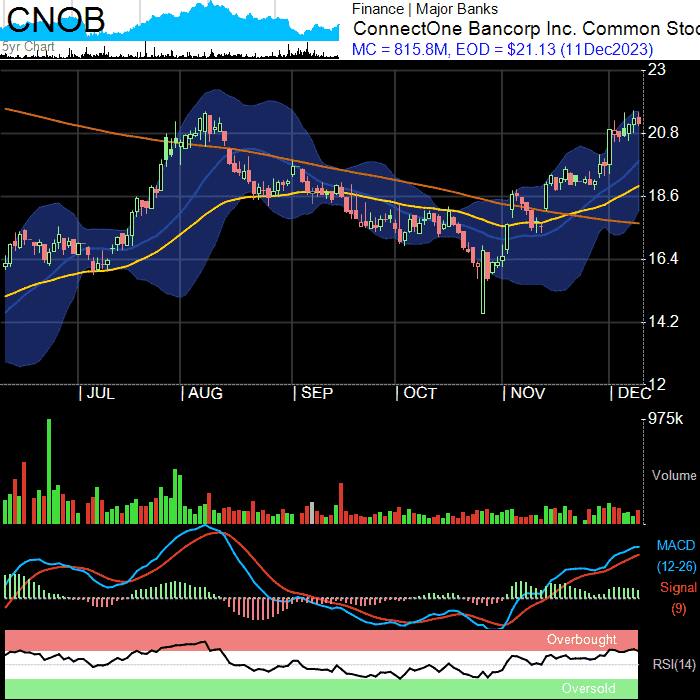 CNOB
5yr Chart
Finance | Major Banks
ConnectOne Bancorp Inc. Common Stoc
MC = 815.8M, EOD = $21.13 (11Dec2023)
23
20.8
18.6
16.4
14.2
12
| JUL | AUG | SEP | OCT | NOV | DEC
975k
Volume
MACD
(12-26)
Signal
(9)
Overbought
RSI(14)
Oversold